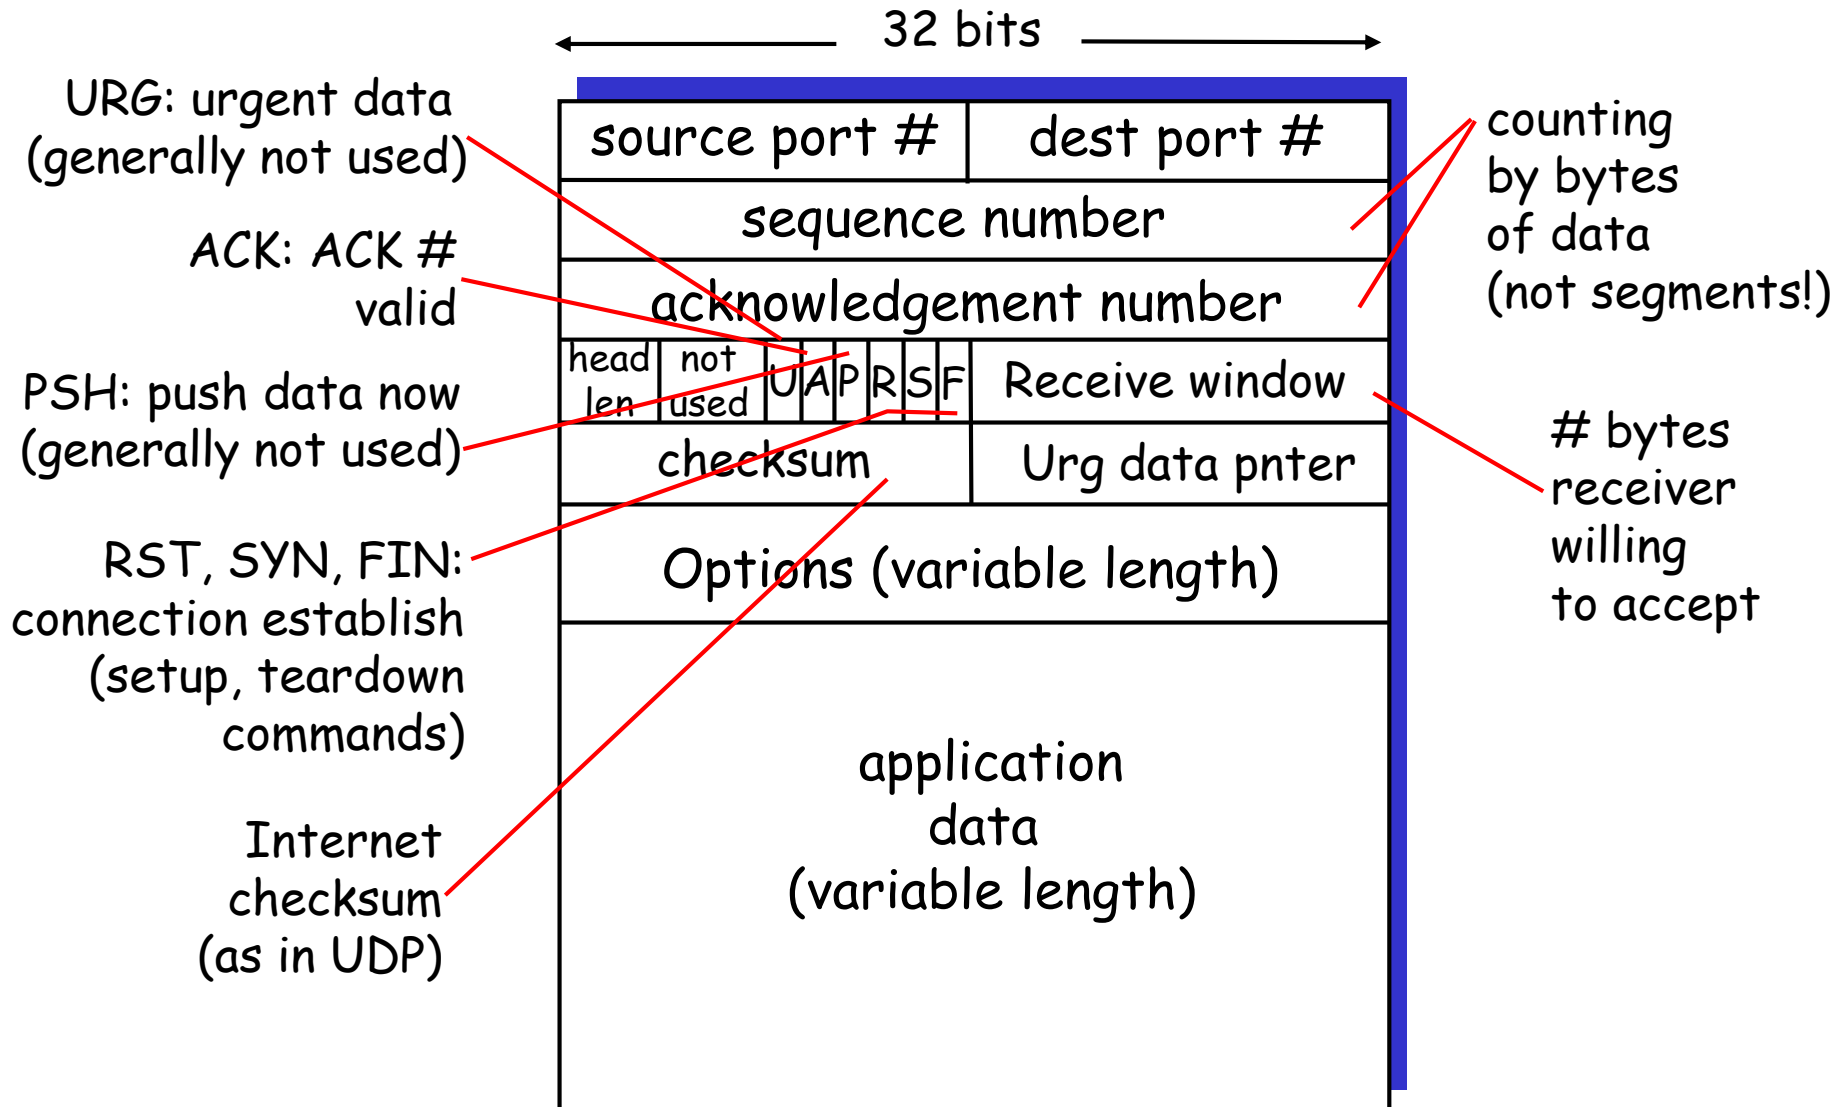 32 bits
URG: urgent data
(generally not used)
ACK: ACK #
valid
PSH: push data now
(generally not used)
RST, SYN, FIN:
connection establish
(setup, teardown
commands)
Internet
checksum
(as in UDP)
source port # dest port #
sequence number
acknowledgement number
head not U A P R S F Receive window
len used
checksum Urg data pnter
Options (variable length)
application
data
(variable length)
counting
by bytes
of data
(not segments!)
# bytes
receiver
willing
to accept